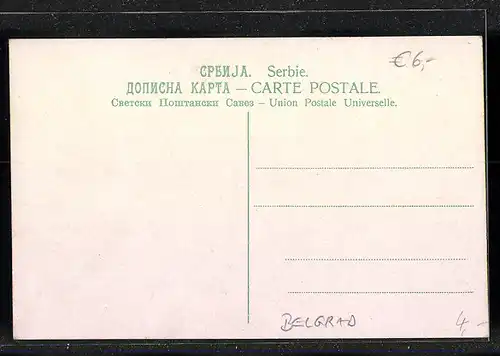 СРБИЈА. Serbie.
€6,-
ДОПИСНА КАРТА — CARTE POSTALE.
Светски Поштански Савез – Union Postale Universelle.
BELGRAD
4,-